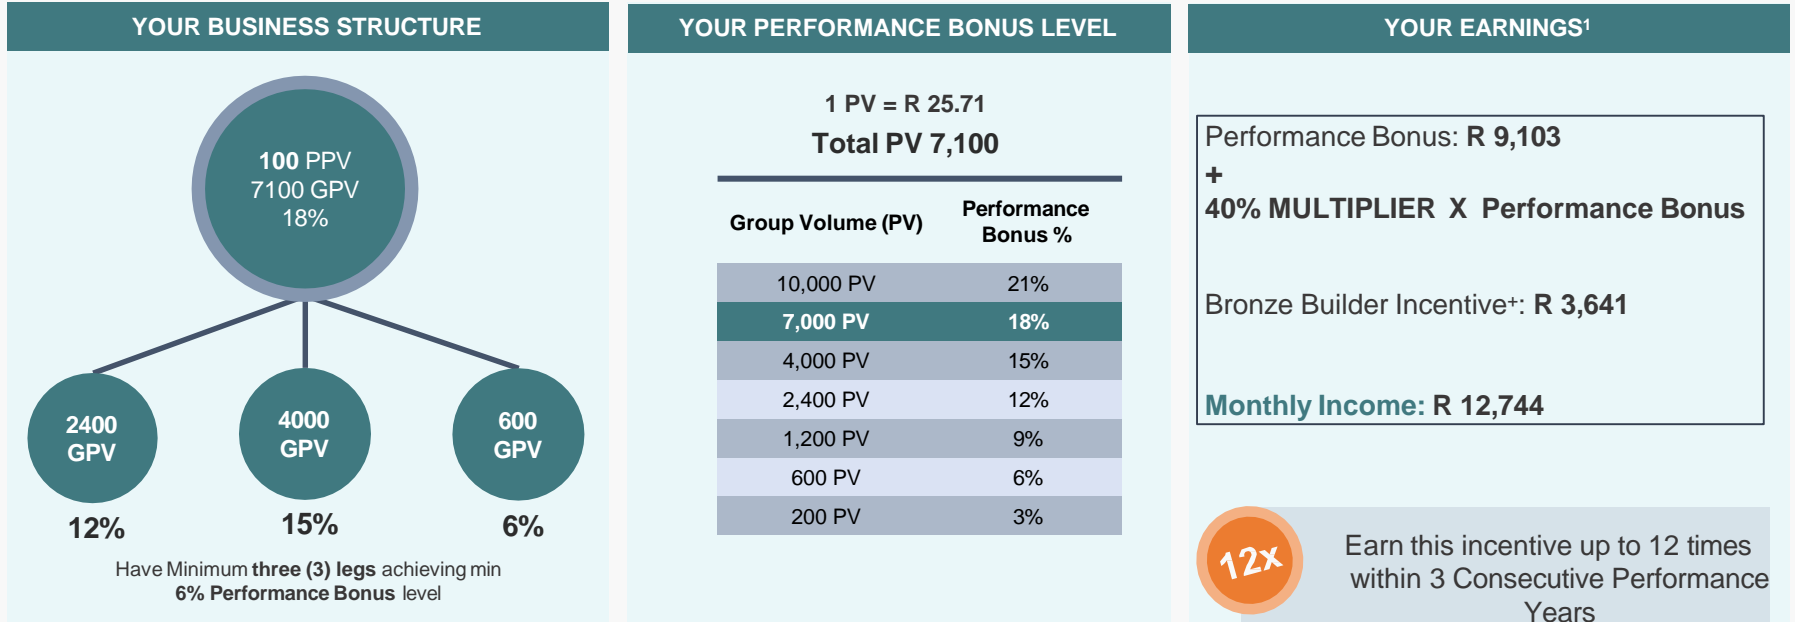 YOUR BUSINESS STRUCTURE
100 PPV
7100 GPV
18%
2400
GPV
4000
GPV
600
GPV
12%
15%
6%
Have Minimum three (3) legs achieving min
6% Performance Bonus level
YOUR PERFORMANCE BONUS LEVEL
1 PV = R 25.71
Total PV 7,100
Group Volume (PV) Performance Bonus %
10,000 PV 21%
7,000 PV 18%
4,000 PV 15%
2,400 PV 12%
1,200 PV 9%
600 PV 6%
200 PV 3%
YOUR EARNINGS¹
Performance Bonus: R 9,103
+
40% MULTIPLIER X Performance Bonus
Bronze Builder Incentive⁺: R 3,641
Monthly Income: R 12,744
12x
Earn this incentive up to 12 times
within 3 Consecutive Performance
Years